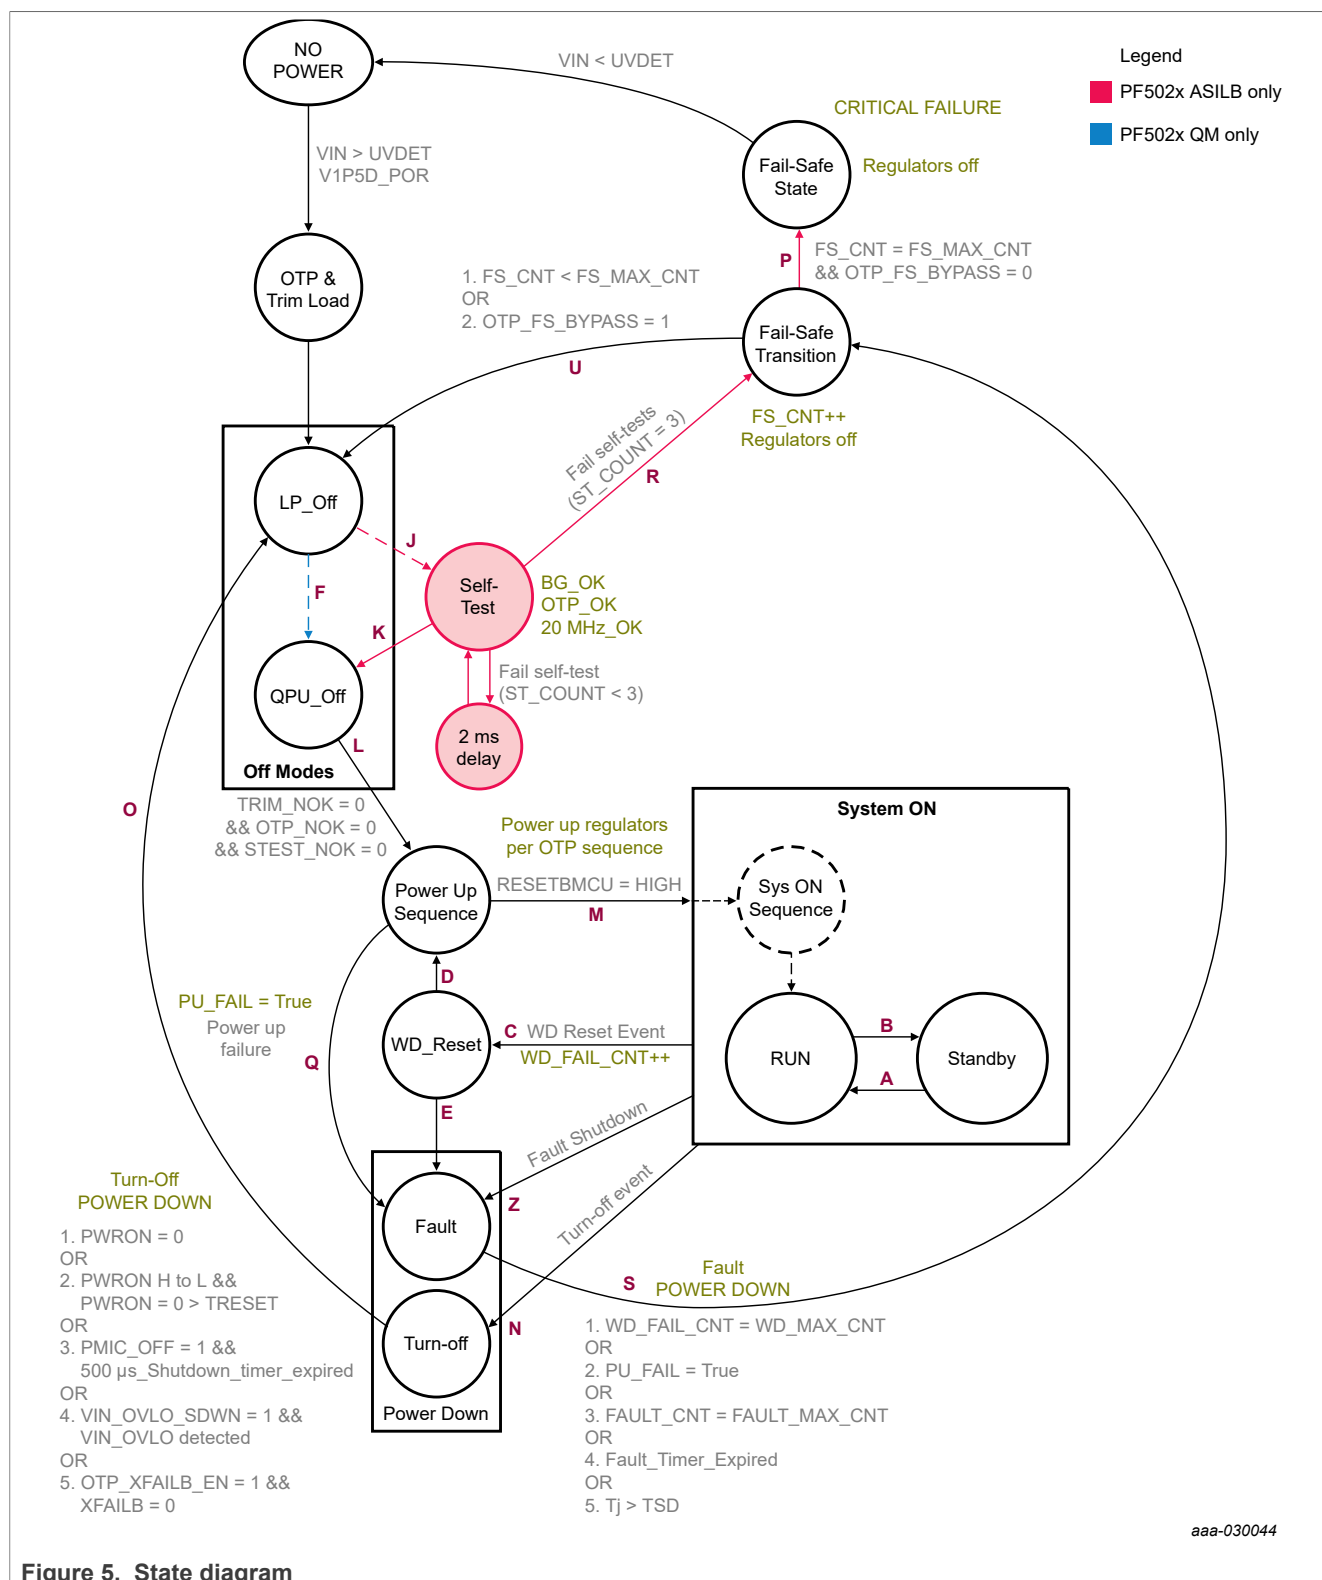 NO
POWER
VIN < UVDET
Legend
PF502x ASILB only
PF502x QM only
CRITICAL FAILURE
VIN > UVDET
V1P5D_POR
Fail-Safe
State
Regulators off
OTP &
Trim Load
P
FS_CNT = FS_MAX_CNT
&& OTP_FS_BYPASS = 0
1. FS_CNT < FS_MAX_CNT
OR
2. OTP_FS_BYPASS = 1
Fail-Safe
Transition
U
FS_CNT++
Regulators off
Fail self-tests
(ST_COUNT = 3)
R
LP_Off
J
F
Self-
Test
BG_OK
OTP_OK
20 MHz_OK
K
QPU_Off
Fail self-test
(ST_COUNT < 3)
L
2 ms
delay
Off Modes
O
TRIM_NOK = 0
&& OTP_NOK = 0
&& STEST_NOK = 0
System ON
Power up regulators
per OTP sequence
Power Up
Sequence
RESETBMCU = HIGH
M
Sys ON
Sequence
D
PU_FAIL = True
Power up
failure
Q
WD_Reset
C WD Reset Event
WD_FAIL_CNT++
RUN
B
A
Standby
E
Fault Shutdown
Z
Turn-off event
Turn-Off
POWER DOWN
Fault
S
Fault
POWER DOWN
1. PWRON = 0
OR
2. PWRON H to L &&
PWRON = 0 > TRESET
OR
3. PMIC_OFF = 1 &&
500 µs_Shutdown_timer_expired
OR
4. VIN_OVLO_SDWN = 1 &&
VIN_OVLO detected
OR
5. OTP_XFAILB_EN = 1 &&
XFAILB = 0
Turn-off
N
Power Down
1. WD_FAIL_CNT = WD_MAX_CNT
OR
2. PU_FAIL = True
OR
3. FAULT_CNT = FAULT_MAX_CNT
OR
4. Fault_Timer_Expired
OR
5. Tj > TSD
aaa-030044
Figure 5. State diagram